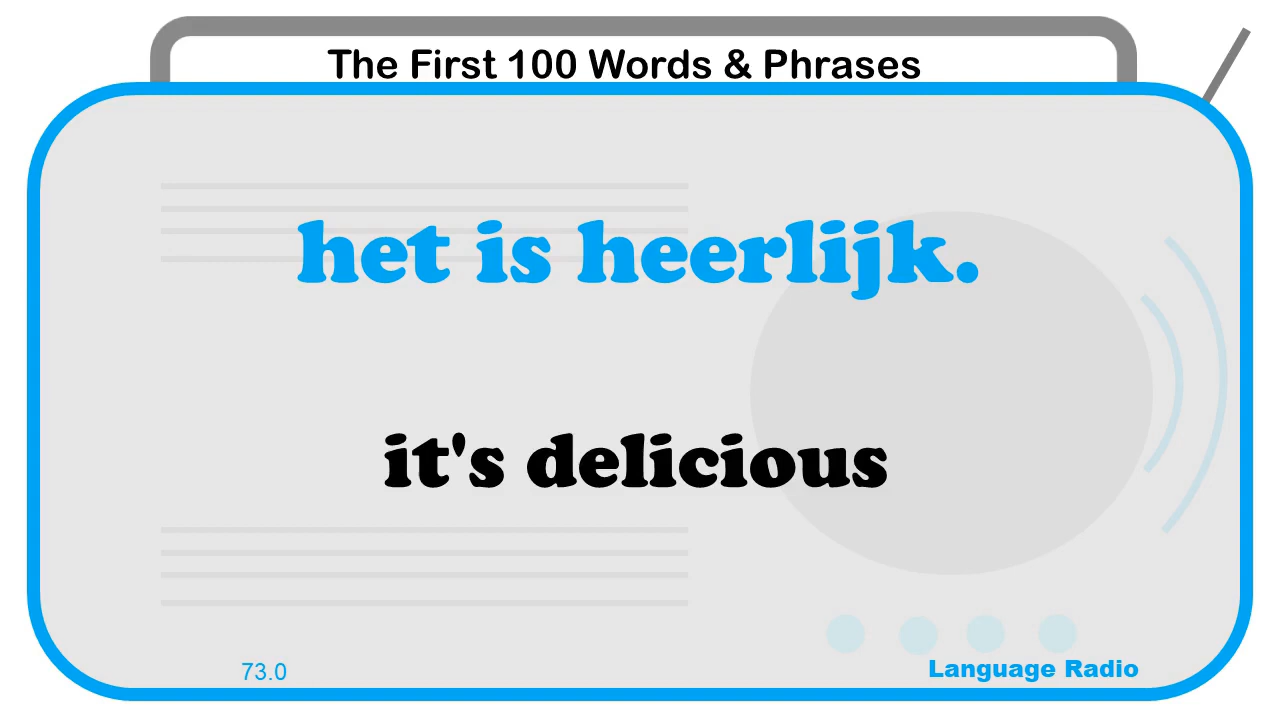 The First 100 Words & Phrases
het is heerlijk.
it's delicious
73.0
Language Radio